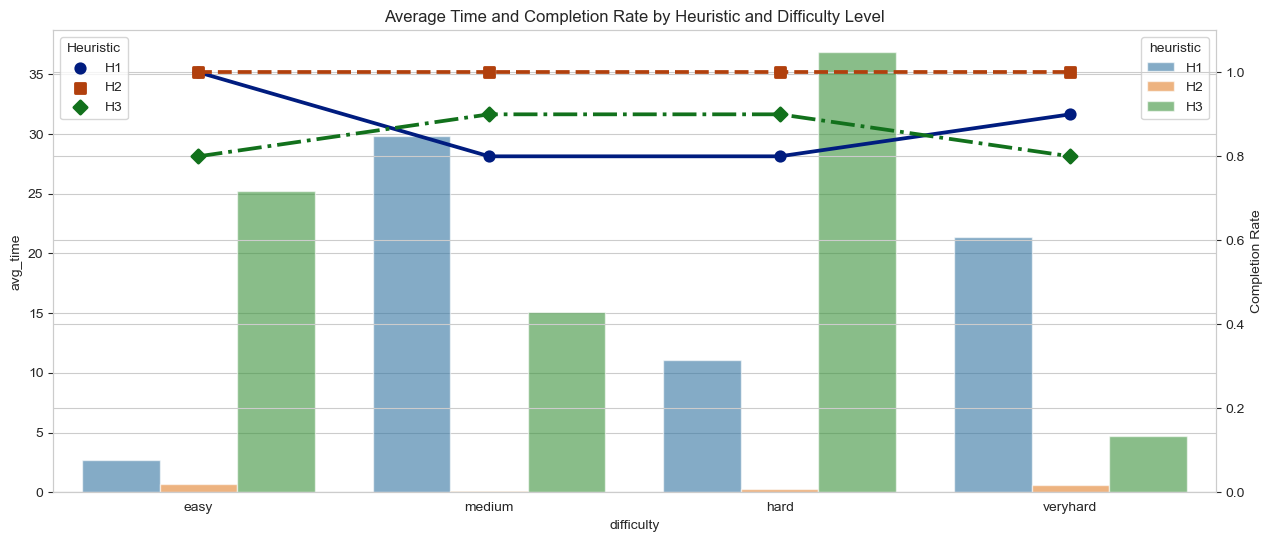 Average Time and Completion Rate by Heuristic and Difficulty Level
Heuristic
H1
H2
H3
heuristic
H1
H2
H3
avg_time
35
30
25
20
15
10
5
0
Completion Rate
1.0
0.8
0.6
0.4
0.2
0.0
easy
medium
hard
veryhard
difficulty